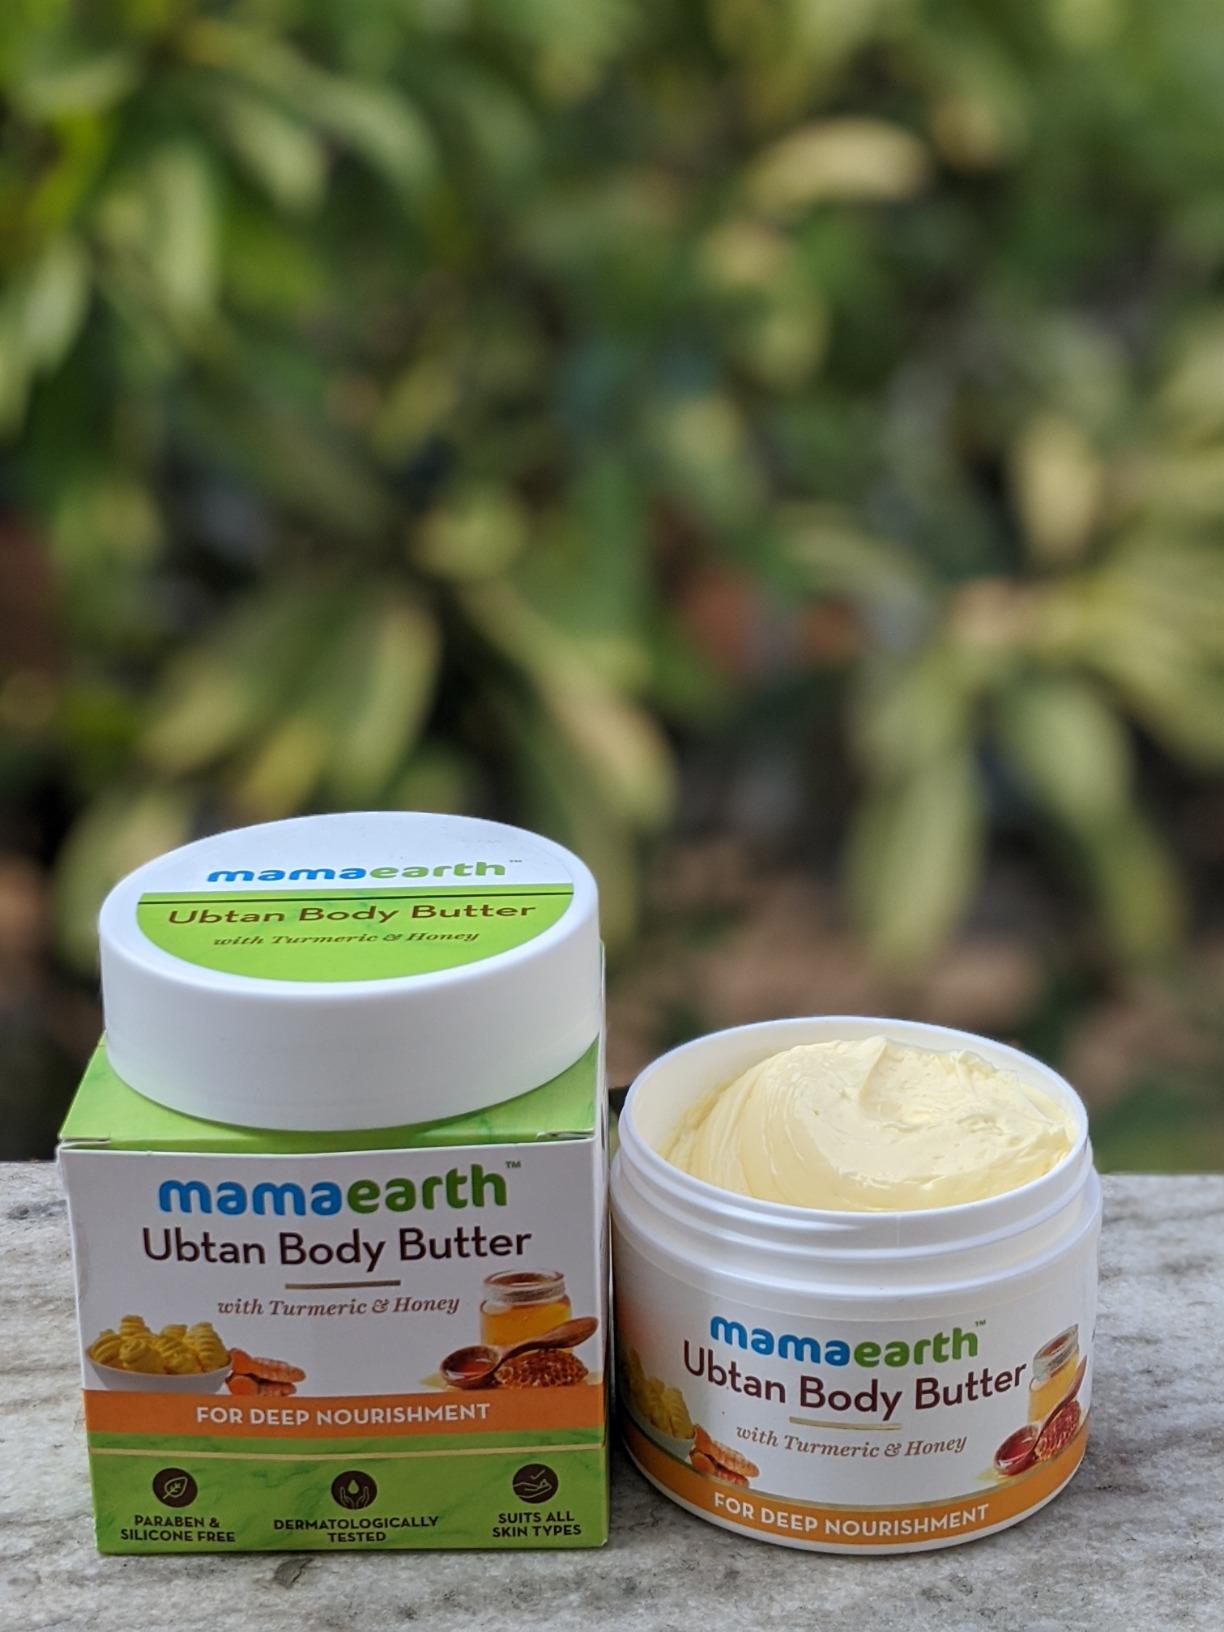 mamaearth™
Ubtan Body Butter
with Turmeric & Honey
mamaearth™
Ubtan Body Butter
with Turmeric & Honey
FOR DEEP NOURISHMENT
PARABEN &
SILICONE FREE
DERMATOLOGICALLY
TESTED
SUITS ALL
SKIN TYPES
mamaearth™
Ubtan Body Butter
with Turmeric & Honey
FOR DEEP NOURISHMENT